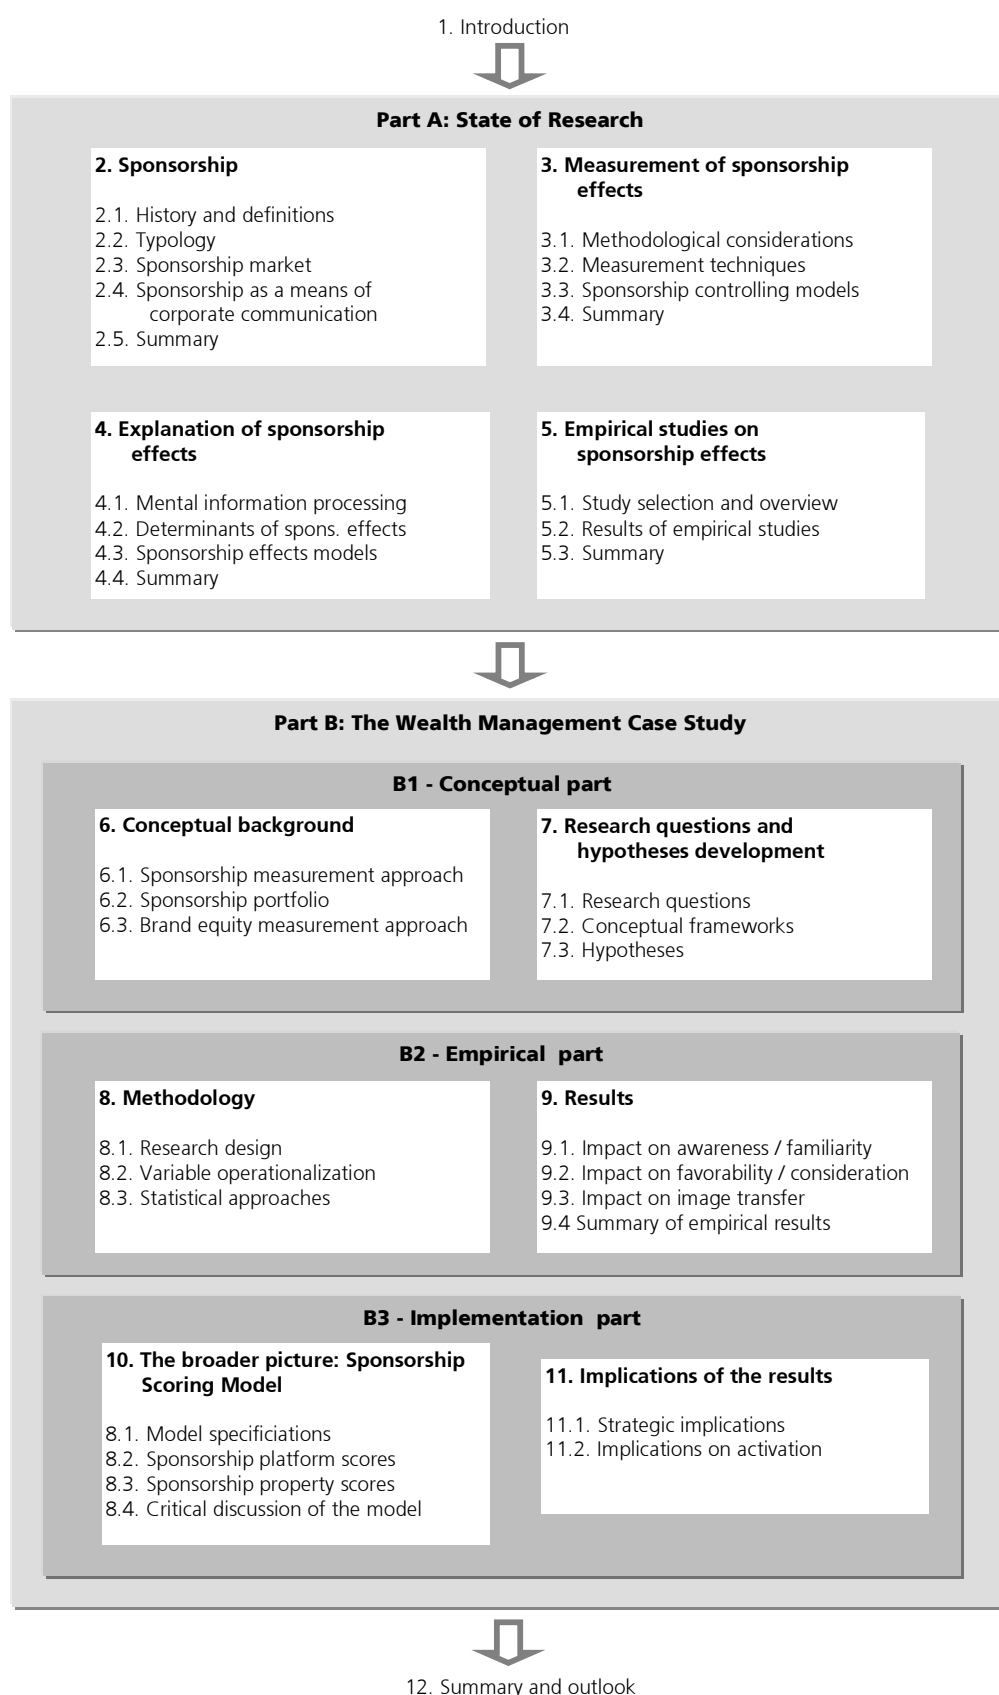 1. Introduction
Part A: State of Research
2. Sponsorship
2.1. History and definitions
2.2. Typology
2.3. Sponsorship market
2.4. Sponsorship as a means of
corporate communication
2.5. Summary
3. Measurement of sponsorship
effects
3.1. Methodological considerations
3.2. Measurement techniques
3.3. Sponsorship controlling models
3.4. Summary
4. Explanation of sponsorship
effects
4.1. Mental information processing
4.2. Determinants of spons. effects
4.3. Sponsorship effects models
4.4. Summary
5. Empirical studies on
sponsorship effects
5.1. Study selection and overview
5.2. Results of empirical studies
5.3. Summary
Part B: The Wealth Management Case Study
B1 - Conceptual part
6. Conceptual background
6.1. Sponsorship measurement approach
6.2. Sponsorship portfolio
6.3. Brand equity measurement approach
7. Research questions and
hypotheses development
7.1. Research questions
7.2. Conceptual frameworks
7.3. Hypotheses
B2 - Empirical  part
8. Methodology
8.1. Research design
8.2. Variable operationalization
8.3. Statistical approaches
9. Results
9.1. Impact on awareness / familiarity
9.2. Impact on favorability / consideration
9.3. Impact on image transfer
9.4 Summary of empirical results
B3 - Implementation  part
10. The broader picture: Sponsorship
Scoring Model
8.1. Model specificiations
8.2. Sponsorship platform scores
8.3. Sponsorship property scores
8.4. Critical discussion of the model
11. Implications of the results
11.1. Strategic implications
11.2. Implications on activation
12. Summary and outlook